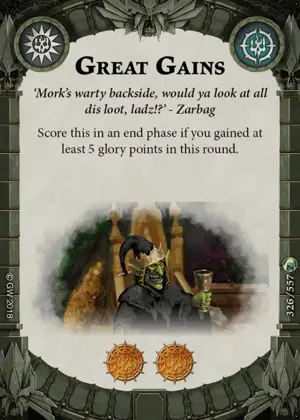 GREAT GAINS
‘Mork’s warty backside, would ya look at all
dis loot, ladz!?’ - Zarbag
Score this in an end phase if you gained at
least 5 glory points in this round.
© GW 2018
326/557